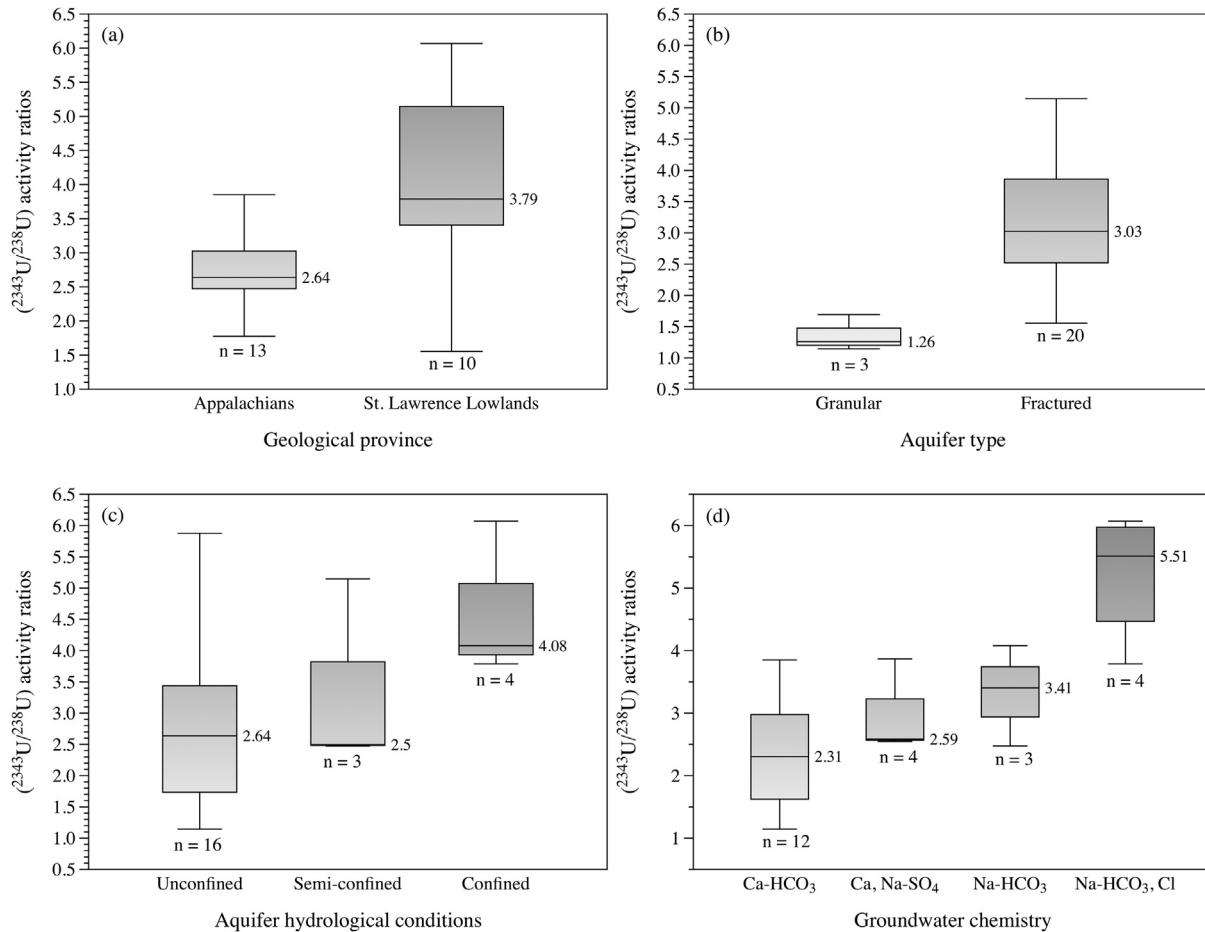 (a)
(²³⁴³U/²³⁸U) activity ratios
6.5
6.0
5.5
5.0
4.5
4.0
3.5
3.0
2.5
2.0
1.5
1.0
2.64
3.79
n = 13
n = 10
Appalachians St. Lawrence Lowlands
Geological province
(b)
(²³⁴³U/²³⁸U) activity ratios
6.5
6.0
5.5
5.0
4.5
4.0
3.5
3.0
2.5
2.0
1.5
1.0
0.5
1.26
3.03
n = 3
n = 20
Granular Fractured
Aquifer type
(c)
(²³⁴³U/²³⁸U) activity ratios
6.5
6.0
5.5
5.0
4.5
4.0
3.5
3.0
2.5
2.0
1.5
1.0
0.5
2.64
2.5
4.08
n = 16
n = 3
n = 4
Unconfined Semi-confined Confined
Aquifer hydrological conditions
(d)
(²³⁴³U/²³⁸U) activity ratios
6
5
4
3
2
1
2.31
2.59
3.41
5.51
n = 12
n = 4
n = 3
n = 4
Ca-HCO₃ Ca, Na-SO₄ Na-HCO₃ Na-HCO₃, Cl
Groundwater chemistry